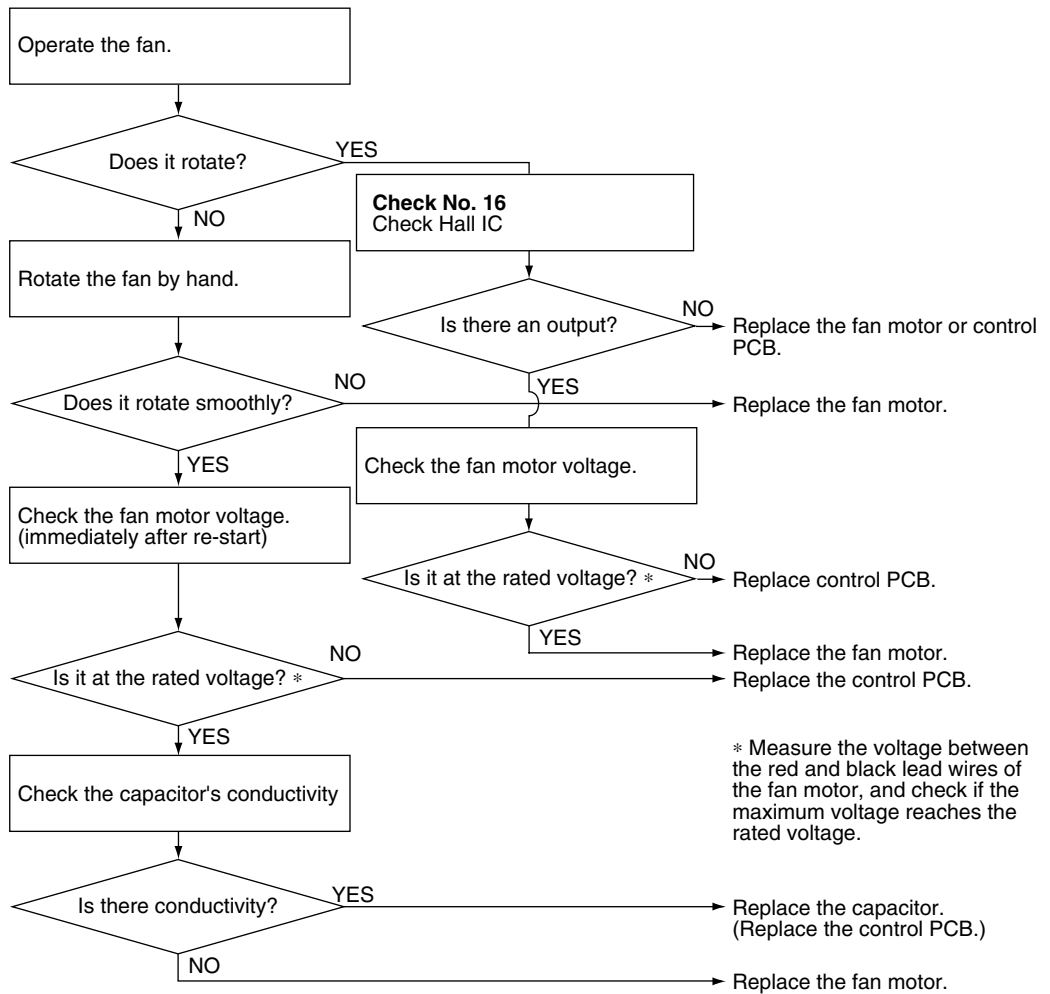 Operate the fan.
Does it rotate?
YES
NO
Check No. 16
Check Hall IC
Rotate the fan by hand.
Is there an output?
NO
Replace the fan motor or control
PCB.
YES
Does it rotate smoothly?
NO
Replace the fan motor.
YES
Check the fan motor voltage.
Check the fan motor voltage.
(immediately after re-start)
Is it at the rated voltage? *
NO
Replace control PCB.
YES
Replace the fan motor.
Is it at the rated voltage? *
NO
Replace the control PCB.
YES
* Measure the voltage between
the red and black lead wires of
the fan motor, and check if the
maximum voltage reaches the
rated voltage.
Check the capacitor's conductivity
Is there conductivity?
YES
Replace the capacitor.
(Replace the control PCB.)
NO
Replace the fan motor.